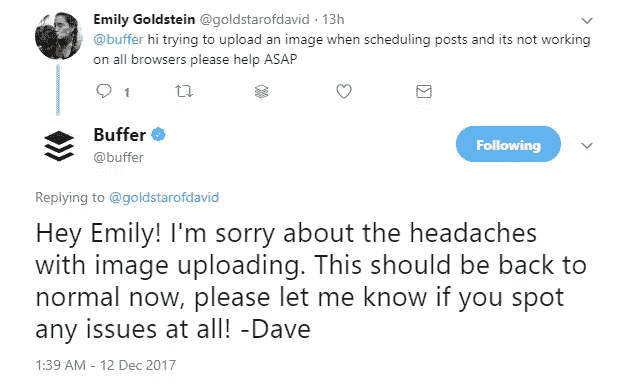 Emily Goldstein @goldstarofdavid · 13h
@buffer hi trying to upload an image when scheduling posts and its not working
on all browsers please help ASAP
1
Buffer
@buffer
Following
Replying to @goldstarofdavid
Hey Emily! I'm sorry about the headaches
with image uploading. This should be back to
normal now, please let me know if you spot
any issues at all! -Dave
1:39 AM - 12 Dec 2017